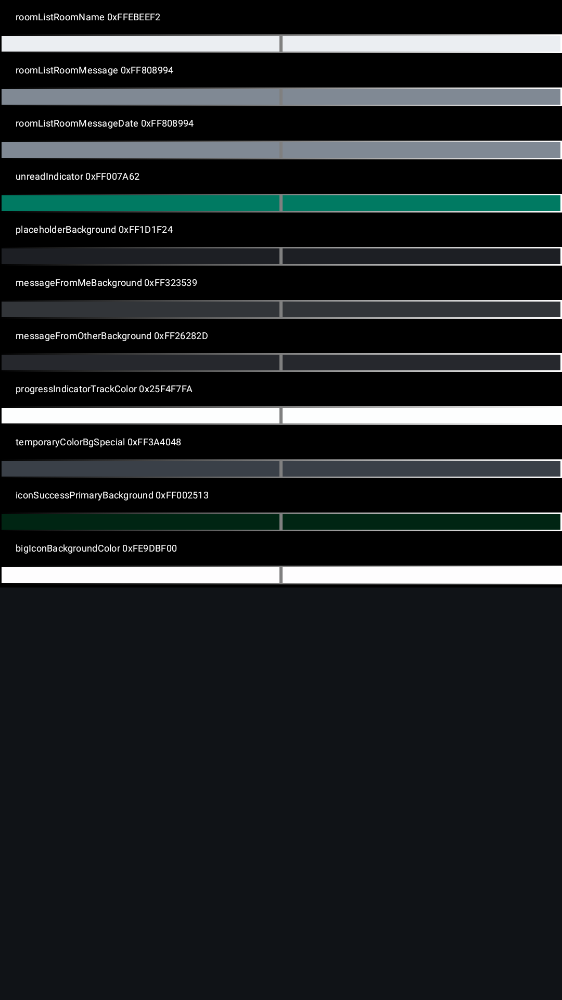 roomListRoomName 0xFFEBEEF2
roomListRoomMessage 0xFF808994
roomListRoomMessageDate 0xFF808994
unreadIndicator 0xFF007A62
placeholderBackground 0xFF1D1F24
messageFromMeBackground 0xFF323539
messageFromOtherBackground 0xFF26282D
progressIndicatorTrackColor 0x25F4F7FA
temporaryColorBgSpecial 0xFF3A4048
iconSuccessPrimaryBackground 0xFF002513
bigIconBackgroundColor 0xFE9DBF00